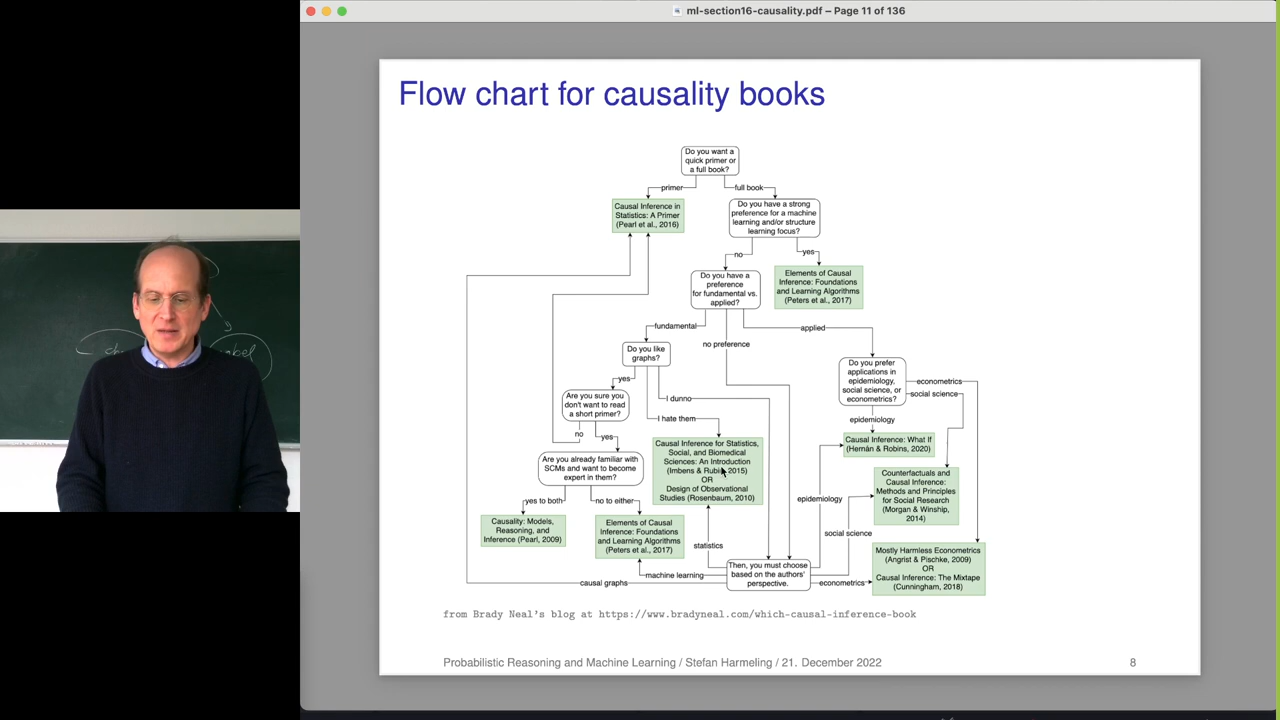 ml-section16-causality.pdf – Page 11 of 136
Flow chart for causality books
Do you want a
quick primer or
a full book?
primer
full book
Causal Inference in
Statistics: A Primer
(Pearl et al., 2016)
Do you have a strong
preference for a machine
learning and/or structure
learning focus?
no
yes
Do you have a
preference
for fundamental vs.
applied?
Elements of Causal
Inference: Foundations
and Learning Algorithms
(Peters et al., 2017)
fundamental
no preference
applied
Do you like
graphs?
Do you prefer
applications in
epidemiology,
social science, or
econometrics?
yes
I dunno
I hate them
econometrics
social science
epidemiology
Are you sure you
don't want to read
a short primer?
no
yes
Causal Inference for Statistics,
Social, and Biomedical
Sciences: An Introduction
(Imbens & Rubin, 2015)
OR
Design of Observational
Studies (Rosenbaum, 2010)
Causal Inference: What If
(Hernán & Robins, 2020)
Are you already familiar with
SCMs and want to become
expert in them?
yes to both
no to either
Counterfactuals and
Causal Inference:
Methods and Principles
for Social Research
(Morgan & Winship,
2014)
Causality: Models,
Reasoning, and
Inference (Pearl, 2009)
Elements of Causal
Inference: Foundations
and Learning Algorithms
(Peters et al., 2017)
epidemiology
social science
statistics
Mostly Harmless Econometrics
(Angrist & Pischke, 2009)
OR
Causal Inference: The Mixtape
(Cunningham, 2018)
Then, you must choose
based on the authors'
perspective.
machine learning
causal graphs
econometrics
from Brady Neal's blog at https://www.bradyneal.com/which-causal-inference-book
Probabilistic Reasoning and Machine Learning / Stefan Harmeling / 21. December 2022
8